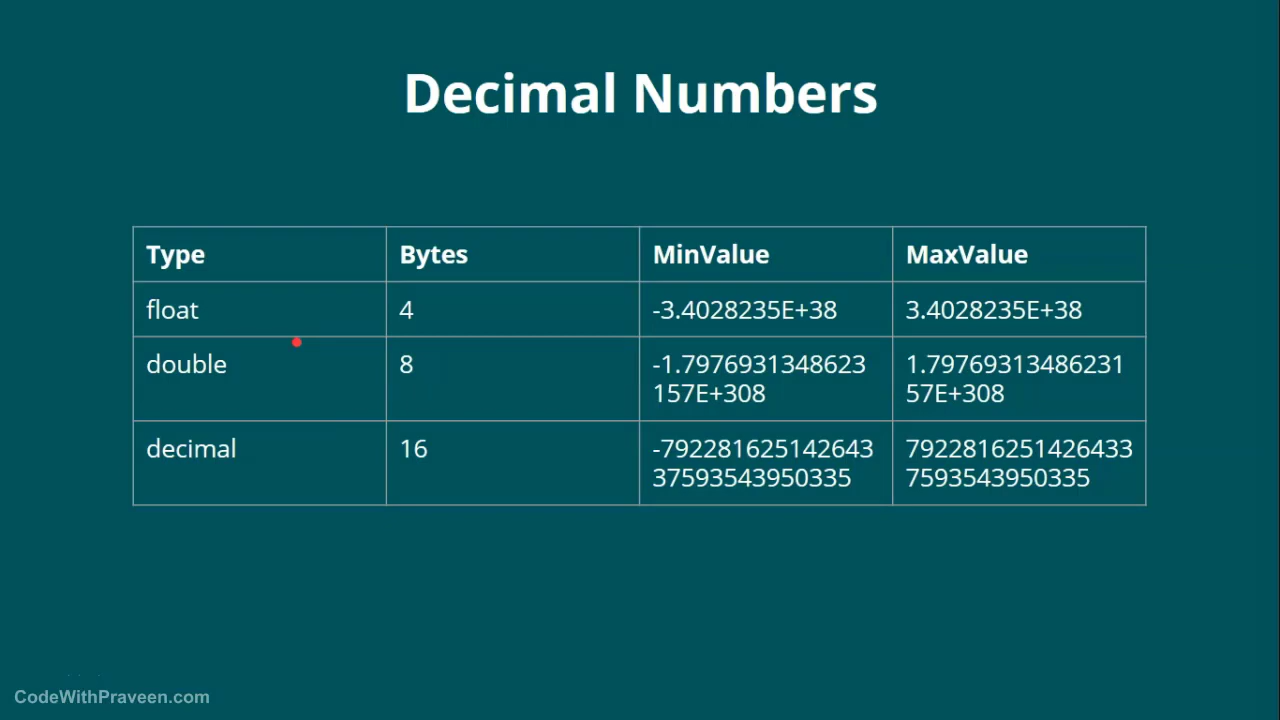 Decimal Numbers
Type Bytes MinValue MaxValue
float 4 -3.4028235E+38 3.4028235E+38
double 8 -1.7976931348623 1.79769313486231
157E+308 57E+308
decimal 16 -792281625142643 7922816251426433
37593543950335 7593543950335
CodeWithPraveen.com